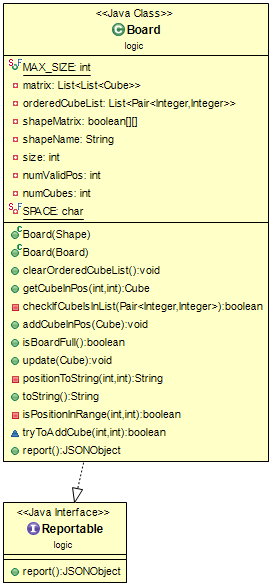 <<Java Class>>
C Board
logic
S F MAX_SIZE: int
matrix: List<List<Cube>>
orderedCubeList: List<Pair<Integer,Integer>>
shapeMatrix: boolean[][]
shapeName: String
size: int
numValidPos: int
numCubes: int
S F SPACE: char
C Board(Shape)
C Board(Board)
clearOrderedCubeList():void
getCubeInPos(int,int):Cube
checkIfCubeIsInList(Pair<Integer,Integer>):boolean
addCubeInPos(Cube):void
isBoardFull():boolean
update(Cube):void
positionToString(int,int):String
toString():String
isPositionInRange(int,int):boolean
tryToAddCube(int,int):boolean
report():JSONObject
<<Java Interface>>
I Reportable
logic
report():JSONObject